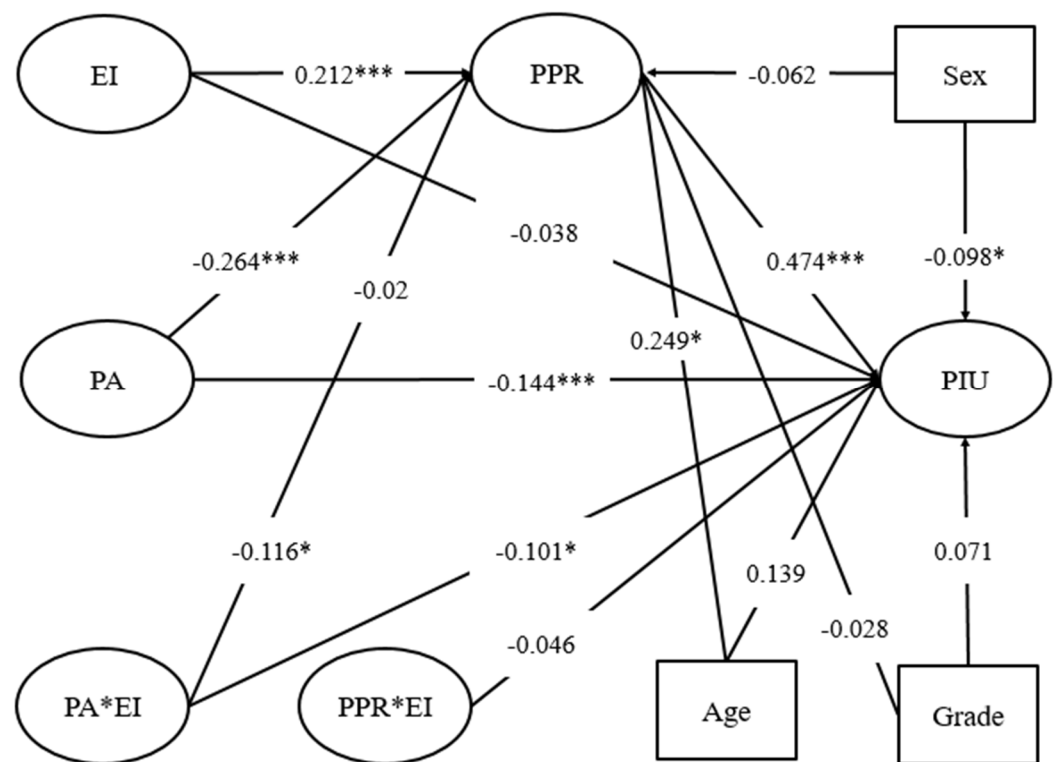 EI
0.212***
PPR
-0.062
Sex
-0.038
-0.264***
0.474***
-0.098*
-0.02
0.249*
PA
-0.144***
PIU
-0.116*
-0.101*
0.139
0.071
-0.046
-0.028
PA*EI
PPR*EI
Age
Grade